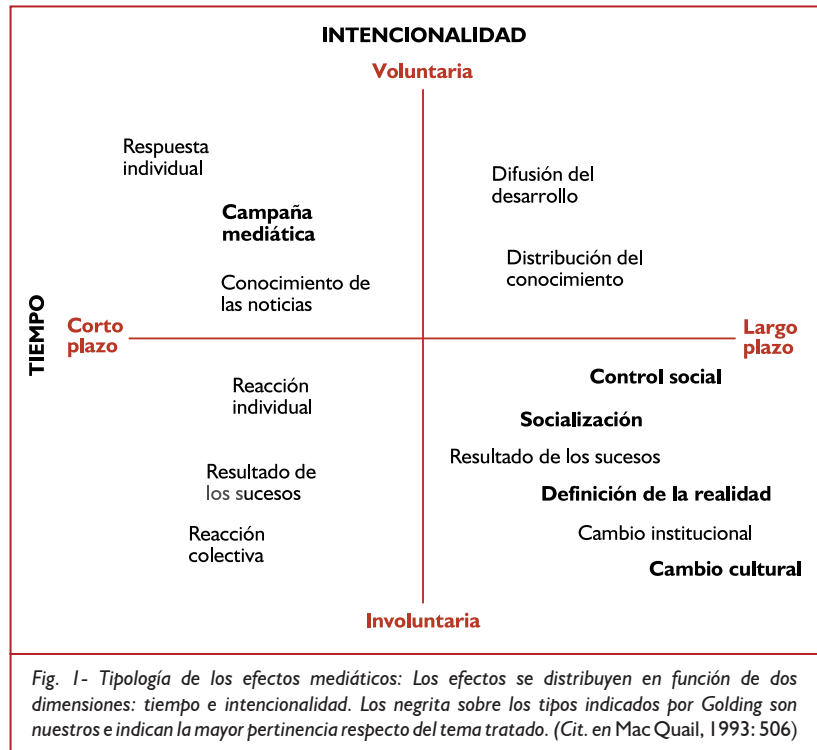 INTENCIONALIDAD
Voluntaria
Respuesta
individual
Campaña
mediática
Conocimiento de
las noticias
Difusión del
desarrollo
Distribución del
conocimiento
TIEMPO
Corto
plazo
Largo
plazo
Reacción
individual
Resultado de
los sucesos
Reacción
colectiva
Control social
Socialización
Resultado de los sucesos
Definición de la realidad
Cambio institucional
Cambio cultural
Involuntaria
Fig. 1- Tipología de los efectos mediáticos: Los efectos se distribuyen en función de dos
dimensiones: tiempo e intencionalidad. Los negrita sobre los tipos indicados por Golding son
nuestros e indican la mayor pertinencia respecto del tema tratado. (Cit. en Mac Quail, 1993: 506)